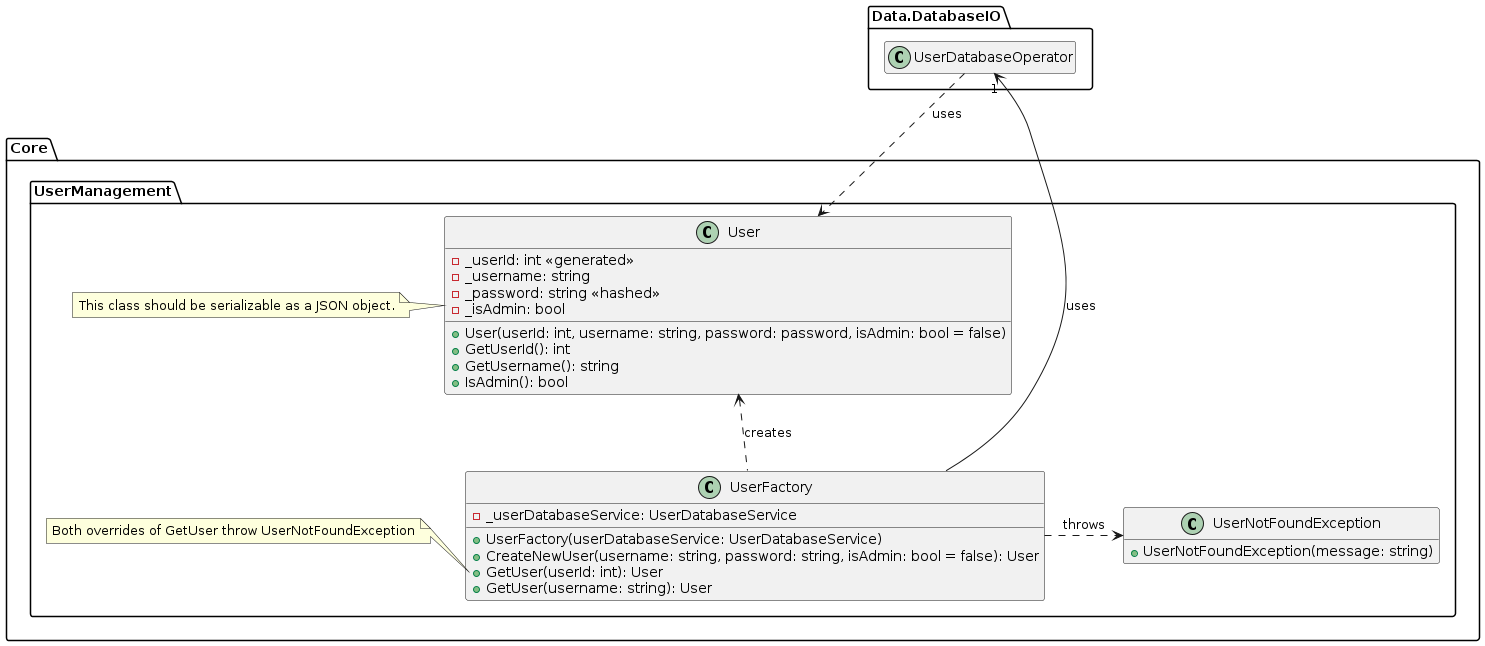 Data.DatabaseIO
C UserDatabaseOperator
1
uses
Core
UserManagement
C User
_userId: int «generated»
_username: string
_password: string «hashed»
_isAdmin: bool
This class should be serializable as a JSON object.
User(userId: int, username: string, password: password, isAdmin: bool = false)
GetUserId(): int
GetUsername(): string
IsAdmin(): bool
uses
creates
C UserFactory
_userDatabaseService: UserDatabaseService
Both overrides of GetUser throw UserNotFoundException
UserFactory(userDatabaseService: UserDatabaseService)
CreateNewUser(username: string, password: string, isAdmin: bool = false): User
GetUser(userId: int): User
GetUser(username: string): User
throws
C UserNotFoundException
UserNotFoundException(message: string)